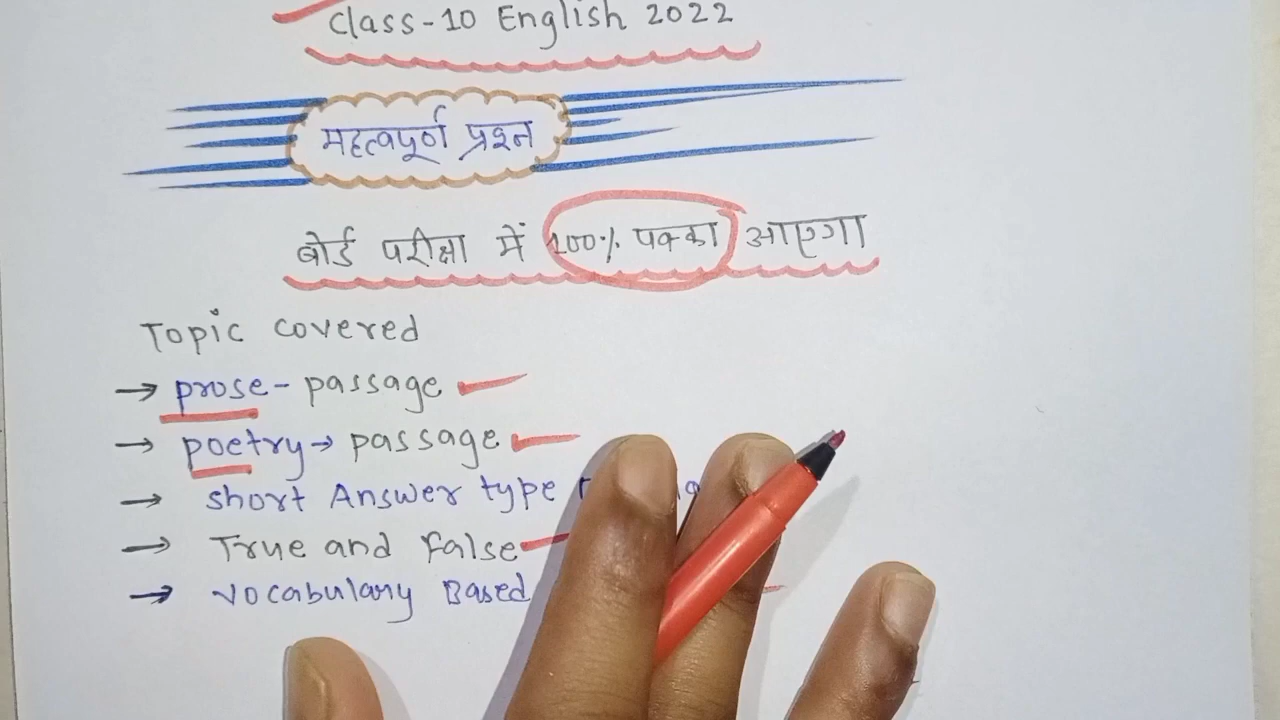 Class-10 English 2022
महत्वपूर्ण प्रश्न
बोर्ड परीक्षा में 100% पक्का आएगा
Topic covered
→ prose - passage
→ poetry → passage
→ short Answer type
→ True and False
→ vocabulary Based